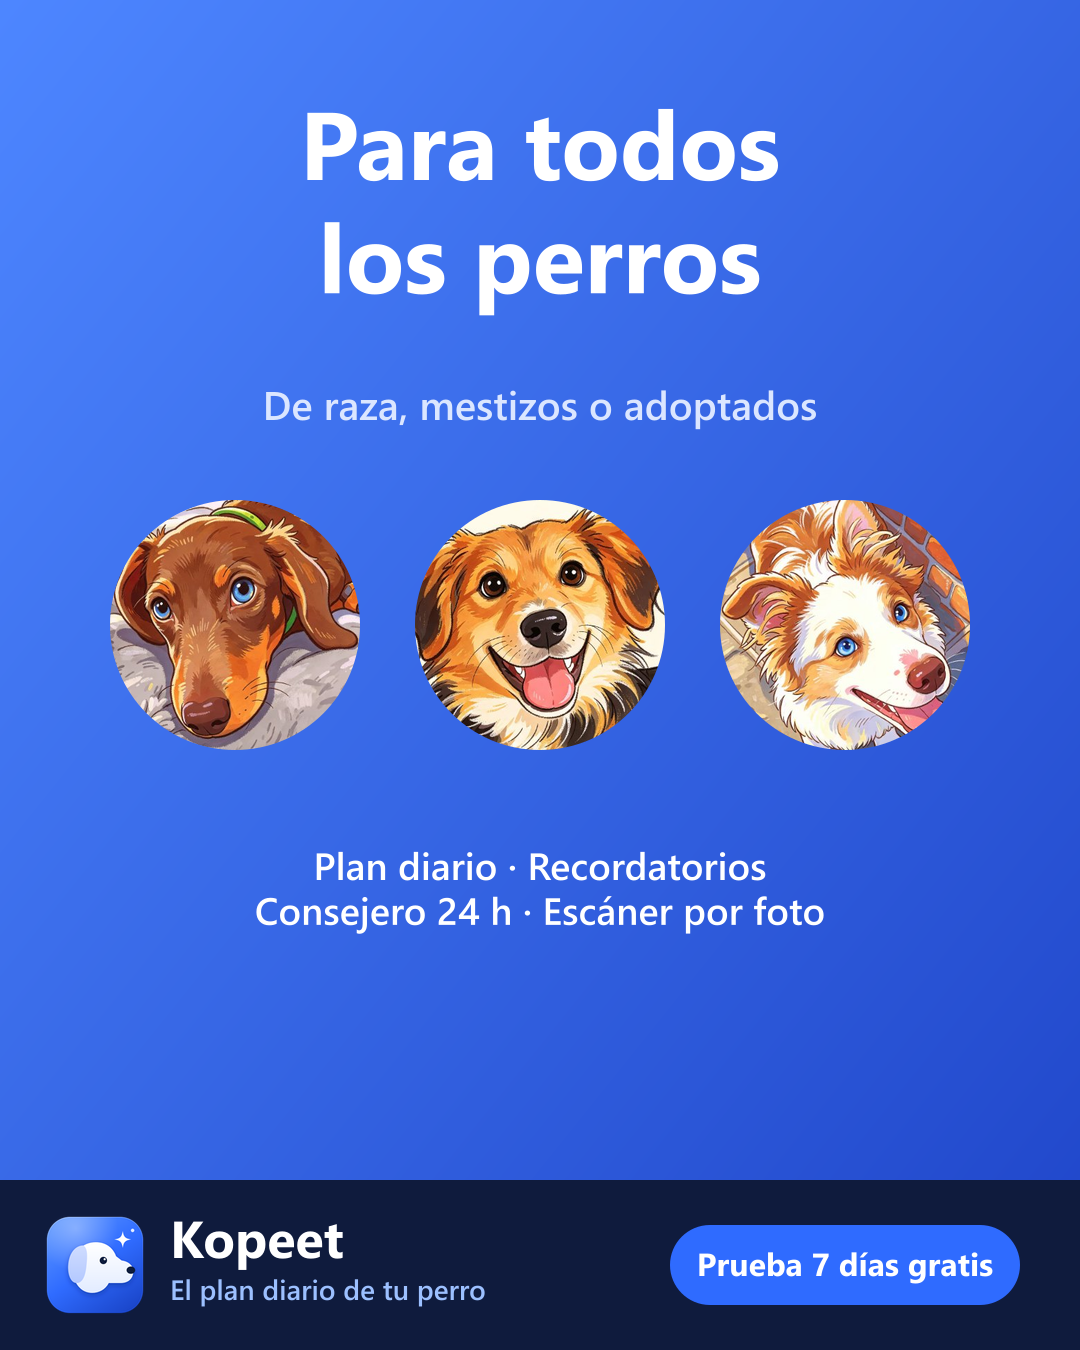 Para todos
los perros
De raza, mestizos o adoptados
Plan diario · Recordatorios
Consejero 24 h · Escáner por foto
Kopeet
El plan diario de tu perro
Prueba 7 días gratis